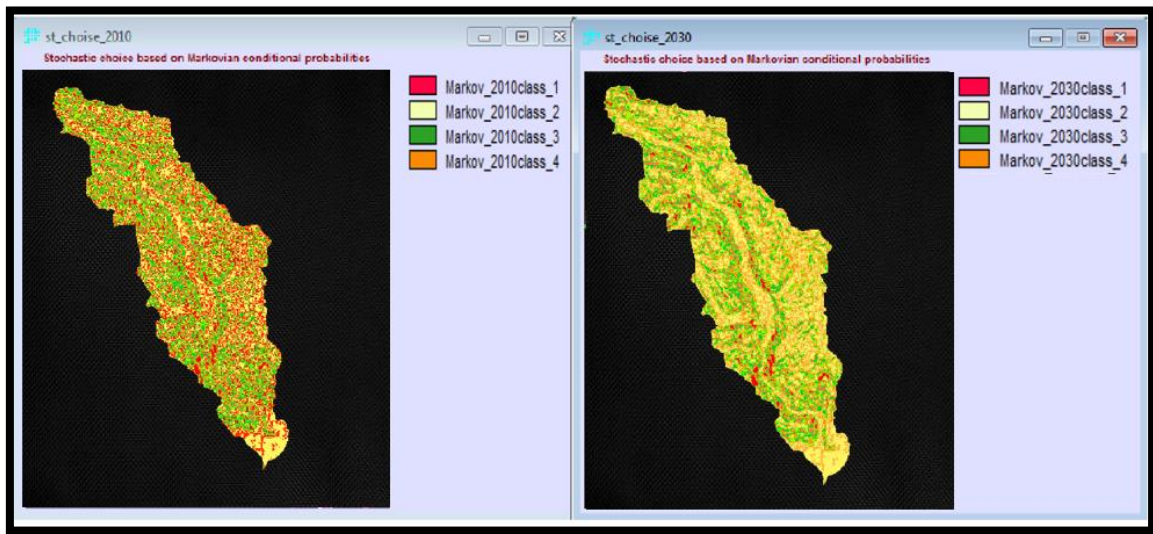 st_choise_2010
Stochastic choice based on Markovian conditional probabilities
Markov_2010class_1
Markov_2010class_2
Markov_2010class_3
Markov_2010class_4
st_choise_2030
Stochastic choice based on Markovian conditional probabilities
Markov_2030class_1
Markov_2030class_2
Markov_2030class_3
Markov_2030class_4